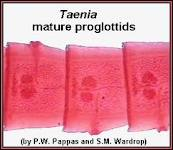 Taenia
mature proglottids
(by P.W. Pappas and S.M. Wardrop)